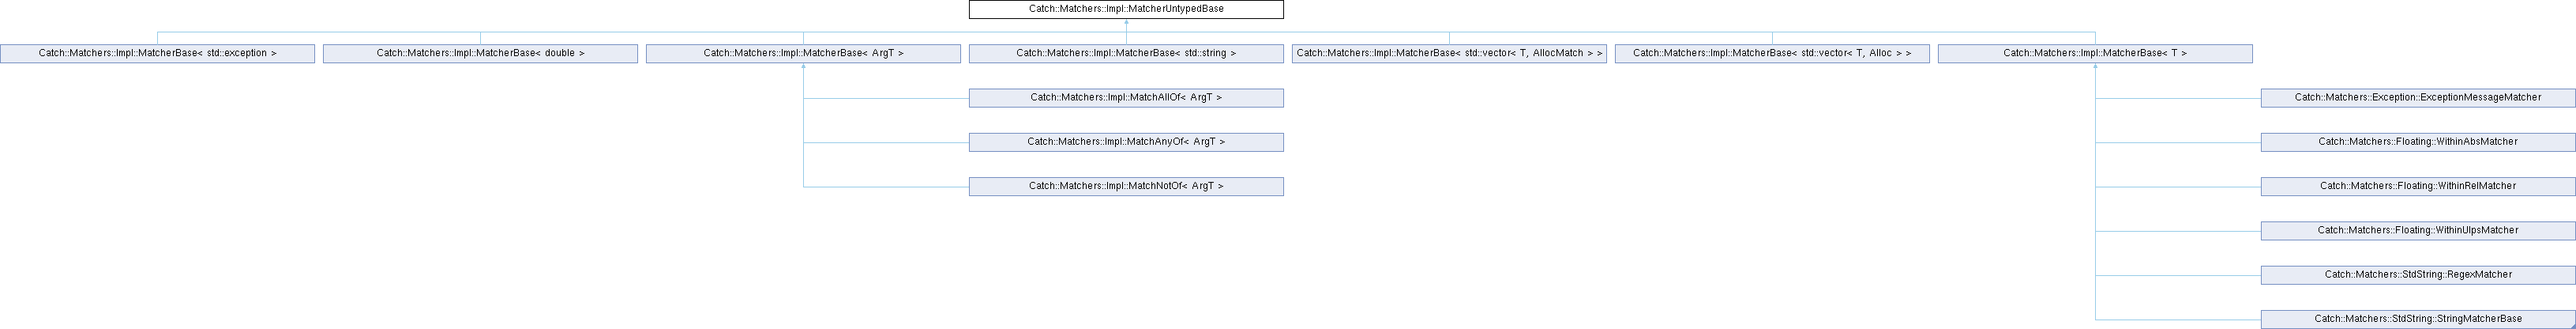 Catch::Matchers::Impl::MatcherUntypedBase
Catch::Matchers::Impl::MatcherBase< std::exception >
Catch::Matchers::Impl::MatcherBase< double >
Catch::Matchers::Impl::MatcherBase< ArgT >
Catch::Matchers::Impl::MatcherBase< std::string >
Catch::Matchers::Impl::MatcherBase< std::vector< T, AllocMatch > >
Catch::Matchers::Impl::MatcherBase< std::vector< T, Alloc > >
Catch::Matchers::Impl::MatcherBase< T >
Catch::Matchers::Impl::MatchAllOf< ArgT >
Catch::Matchers::Exception::ExceptionMessageMatcher
Catch::Matchers::Impl::MatchAnyOf< ArgT >
Catch::Matchers::Floating::WithinAbsMatcher
Catch::Matchers::Impl::MatchNotOf< ArgT >
Catch::Matchers::Floating::WithinRelMatcher
Catch::Matchers::Floating::WithinUlpsMatcher
Catch::Matchers::StdString::RegexMatcher
Catch::Matchers::StdString::StringMatcherBase